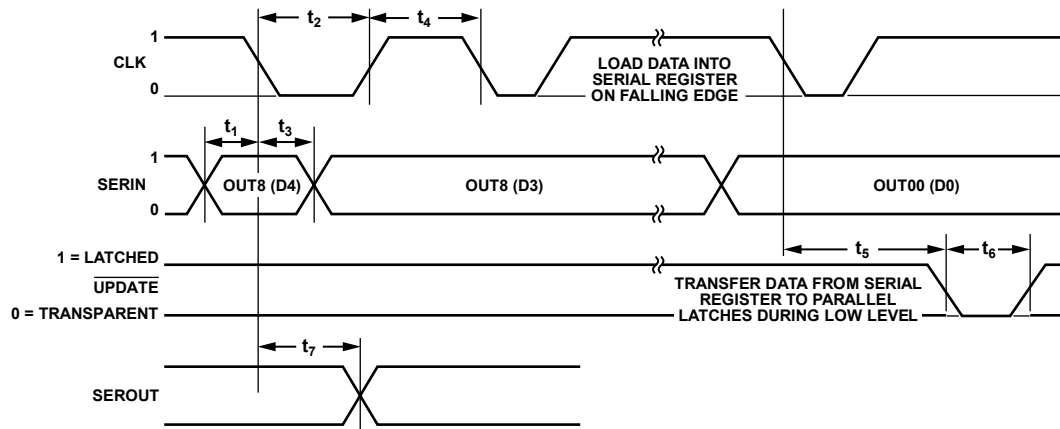 t2
t4
1
CLK
0
LOAD DATA INTO
SERIAL REGISTER
ON FALLING EDGE
t1
t3
1
SERIN
0
OUT8 (D4)
OUT8 (D3)
OUT00 (D0)
t5
t6
1 = LATCHED
UPDATE
0 = TRANSPARENT
TRANSFER DATA FROM SERIAL
REGISTER TO PARALLEL
LATCHES DURING LOW LEVEL
t7
SEROUT